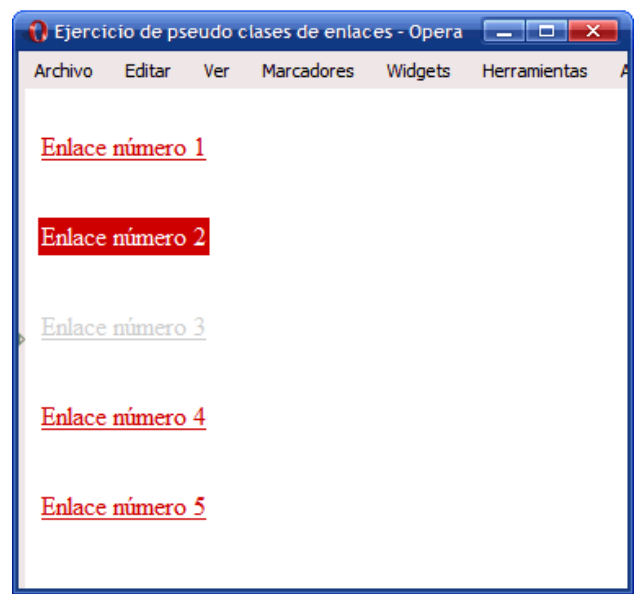 Ejercicio de pseudo clases de enlaces - Opera
Archivo Editar Ver Marcadores Widgets Herramientas A
Enlace número 1
Enlace número 2
Enlace número 3
Enlace número 4
Enlace número 5